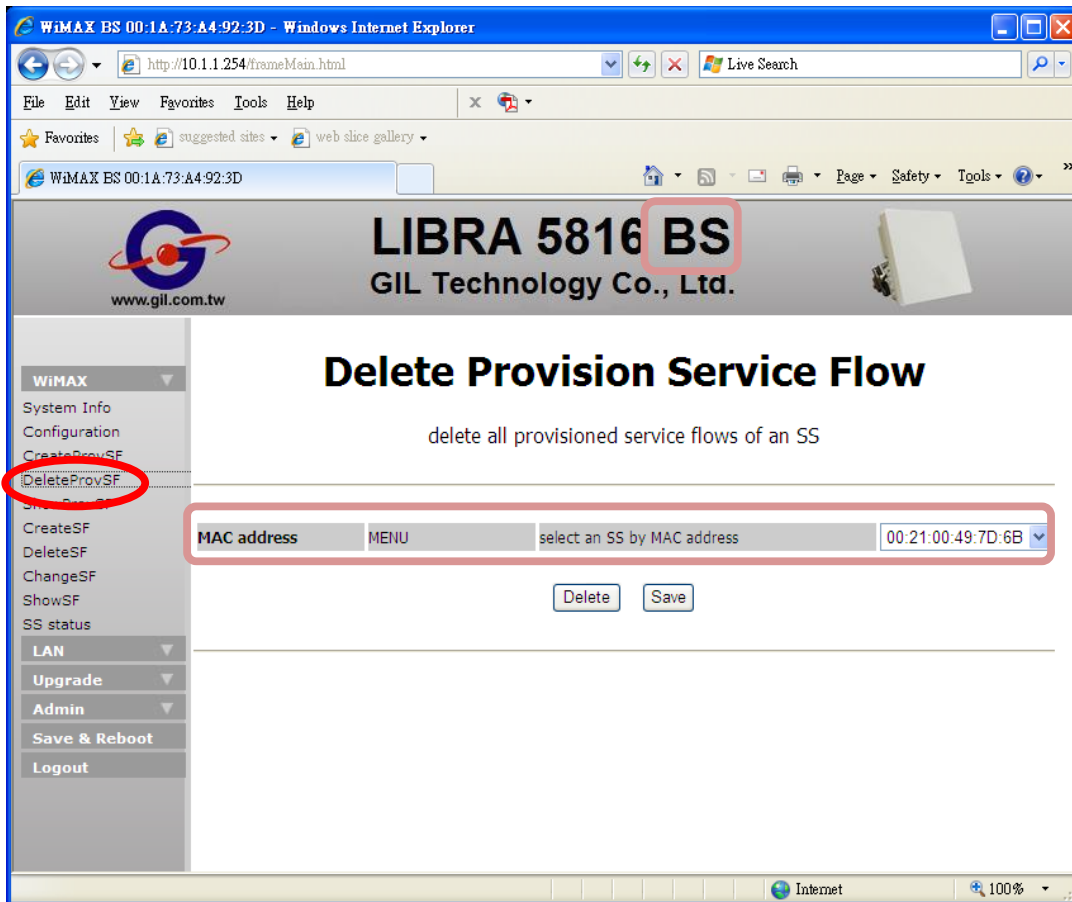 WiMAX BS 00:1A:73:A4:92:3D - Windows Internet Explorer
http://10.1.1.254/frameMain.html
Live Search
File Edit View Favorites Tools Help
Favorites suggested sites web slice gallery
WiMAX BS 00:1A:73:A4:92:3D
Page Safety Tools
www.gil.com.tw
LIBRA 5816 BS
GIL Technology Co., Ltd.
WiMAX
System Info
Configuration
CreateProvSF
DeleteProvSF
ShowProvSF
CreateSF
DeleteSF
ChangeSF
ShowSF
SS status
LAN
Upgrade
Admin
Save & Reboot
Logout
Delete Provision Service Flow
delete all provisioned service flows of an SS
MAC address MENU select an SS by MAC address 00:21:00:49:7D:6B
Delete Save
Internet 100%